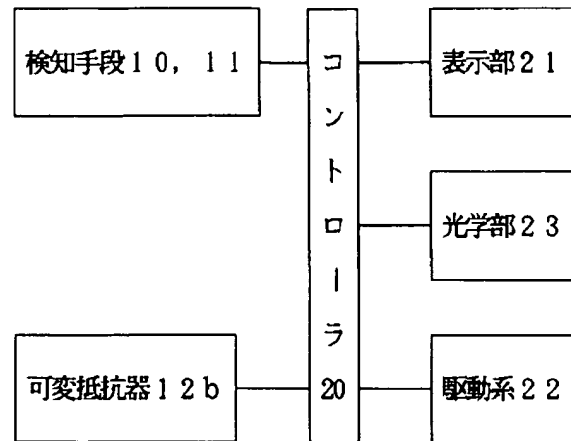 検知手段１０，１１
コントローラ
20
表示部２１
光学部２３
可変抵抗器１２ｂ
駆動系２２